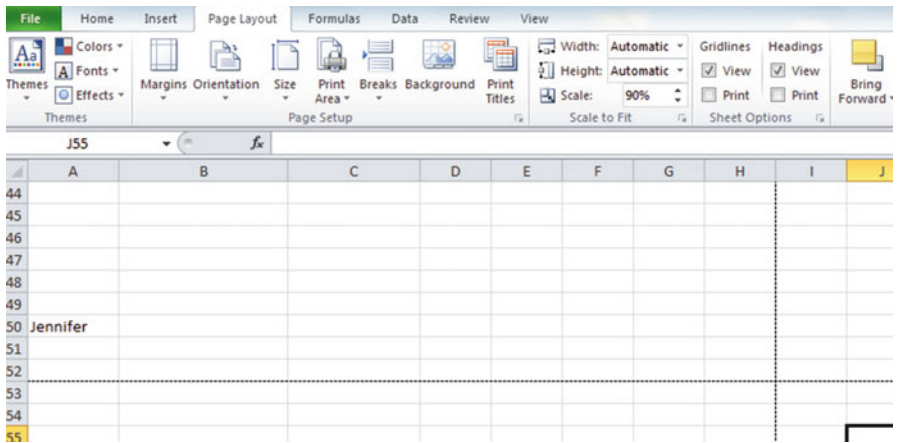 File Home Insert Page Layout Formulas Data Review View
Aa Colors Width: Automatic Gridlines Headings
A Fonts Height: Automatic View View
Themes Margins Orientation Size Print Area Breaks Background Print Titles Bring Forward
Effects Scale: 90% Print Print
Themes Page Setup Scale to Fit Sheet Options
J55 fx
A B C D E F G H I J
44
45
46
47
48
49
50 Jennifer
51
52
53
54
55